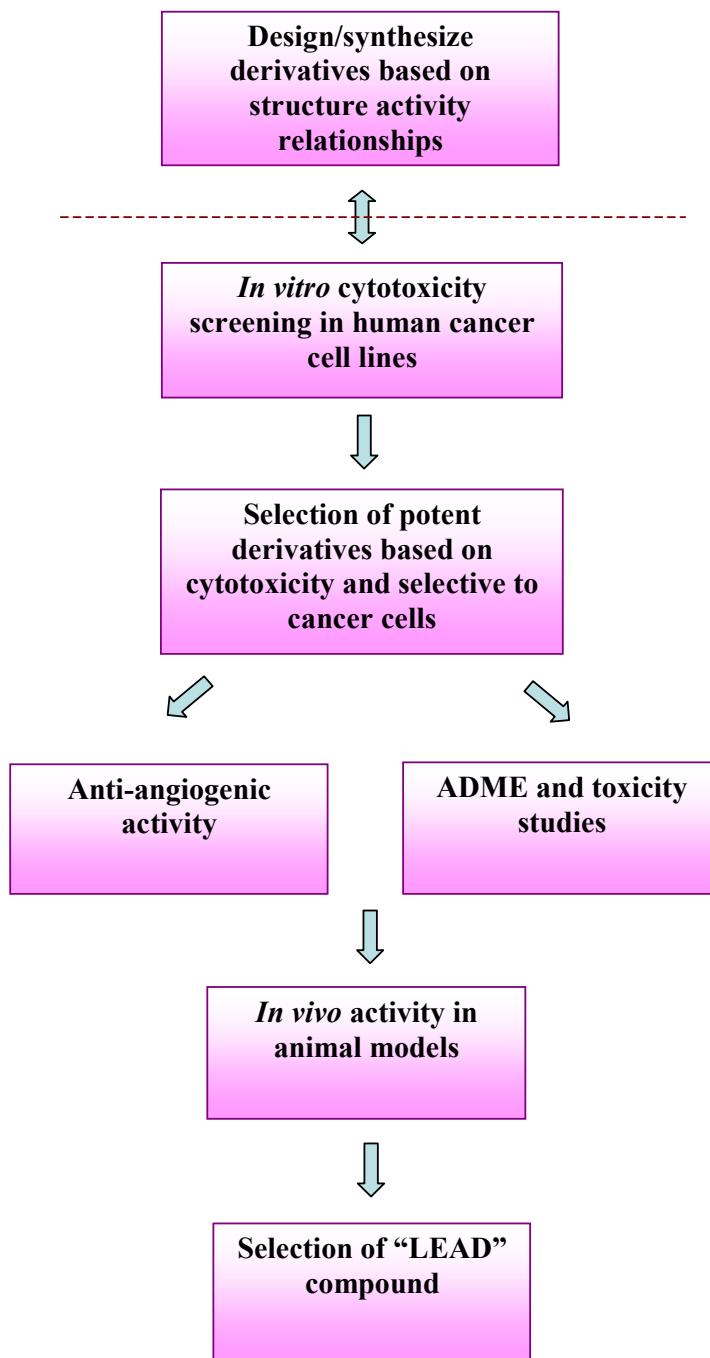 Design/synthesize
derivatives based on
structure activity
relationships
In vitro cytotoxicity
screening in human cancer
cell lines
Selection of potent
derivatives based on
cytotoxicity and selective to
cancer cells
Anti-angiogenic
activity
ADME and toxicity
studies
In vivo activity in
animal models
Selection of “LEAD”
compound